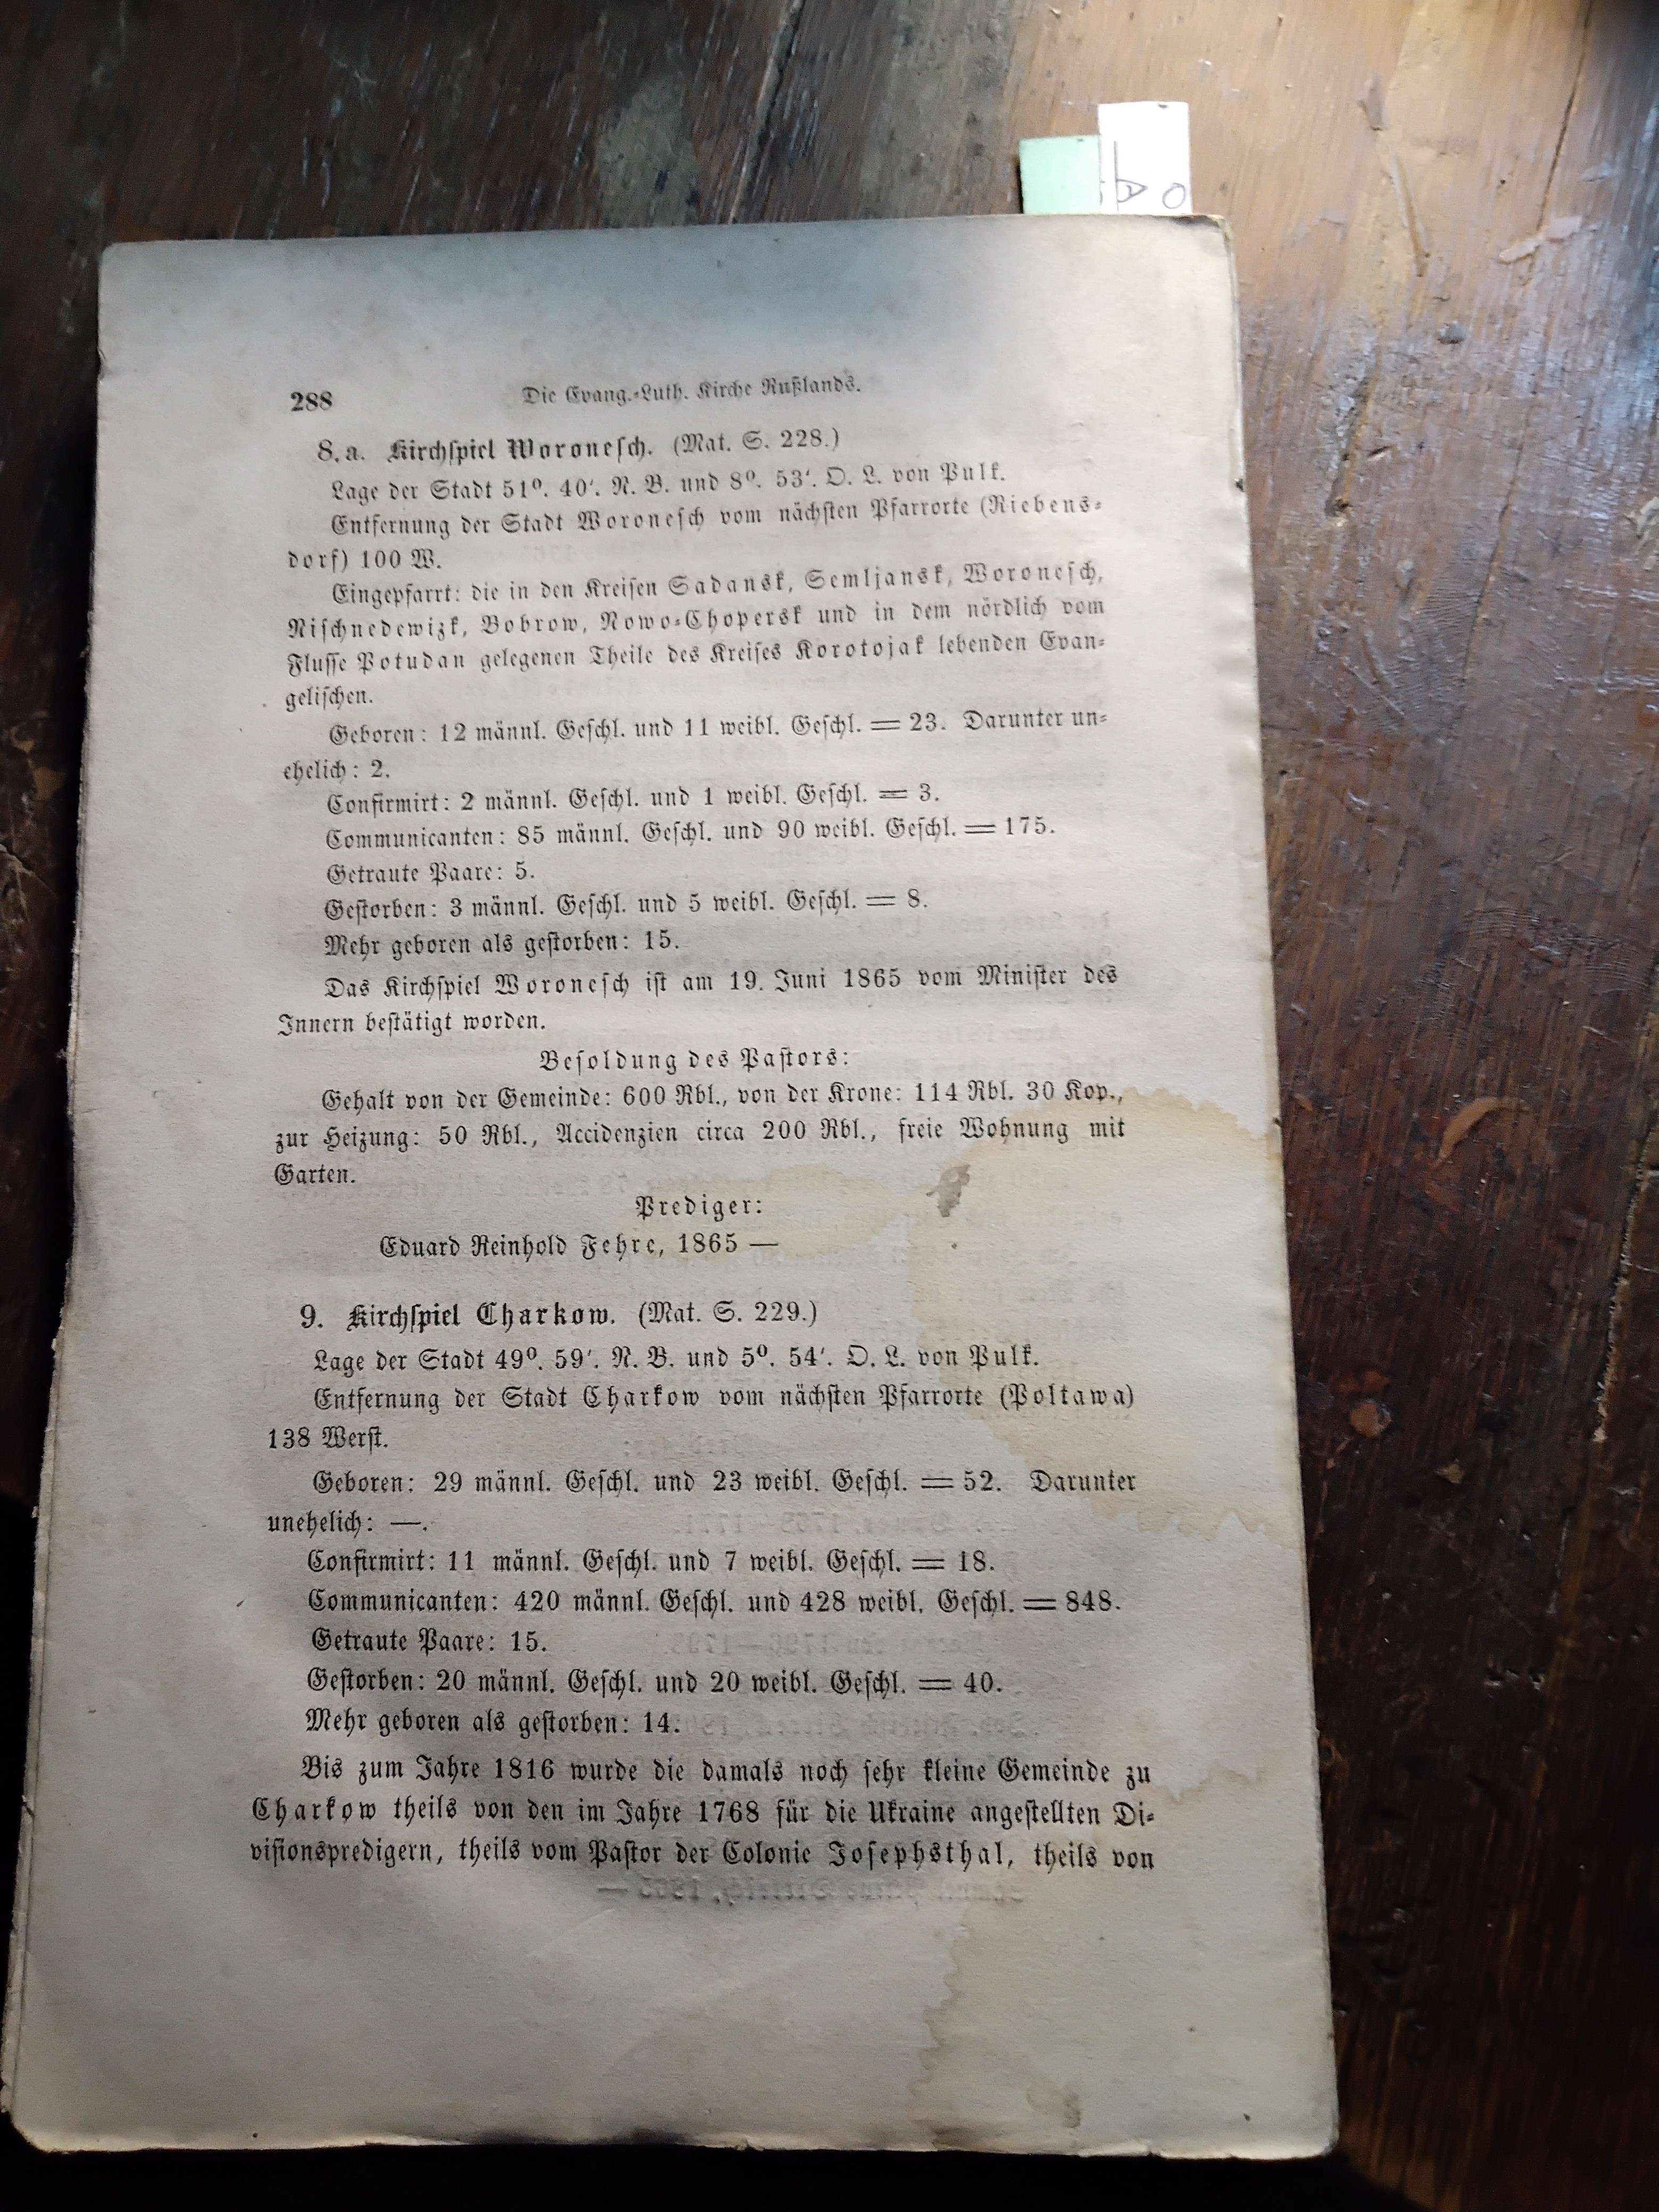 b o
288 Die Evang.-Luth. Kirche Rußlands.
8. a. Kirchspiel Woronesch. (Mat. S. 228.)
Lage der Stadt 51º. 40′. N. B. und 8º. 53′. O. L. von Pulk.
Entfernung der Stadt Woronesch vom nächsten Pfarrorte (Riebens-
dorf) 100 W.
Eingepfarrt: die in den Kreisen Sadansk, Semljansk, Woronesch,
Nischnedewizk, Bobrow, Nowo-Chopersk und in dem nördlich vom
Flusse Potudan gelegenen Theile des Kreises Korotojak lebenden Evan-
gelischen.
Geboren: 12 männl. Geschl. und 11 weibl. Geschl. = 23. Darunter un-
ehelich: 2.
Confirmirt: 2 männl. Geschl. und 1 weibl. Geschl. = 3.
Communicanten: 85 männl. Geschl. und 90 weibl. Geschl. = 175.
Getraute Paare: 5.
Gestorben: 3 männl. Geschl. und 5 weibl. Geschl. = 8.
Mehr geboren als gestorben: 15.
Das Kirchspiel Woronesch ist am 19. Juni 1865 vom Minister des
Innern bestätigt worden.
Besoldung des Pastors:
Gehalt von der Gemeinde: 600 Rbl., von der Krone: 114 Rbl. 30 Kop.,
zur Heizung: 50 Rbl., Accidenzien circa 200 Rbl., freie Wohnung mit
Garten.
Prediger:
Eduard Reinhold Fehre, 1865 —
9. Kirchspiel Charkow. (Mat. S. 229.)
Lage der Stadt 49º. 59′. N. B. und 5º. 54′. O. L. von Pulk.
Entfernung der Stadt Charkow vom nächsten Pfarrorte (Poltawa)
138 Werst.
Geboren: 29 männl. Geschl. und 23 weibl. Geschl. = 52. Darunter
unehelich: —.
Confirmirt: 11 männl. Geschl. und 7 weibl. Geschl. = 18.
Communicanten: 420 männl. Geschl. und 428 weibl. Geschl. = 848.
Getraute Paare: 15.
Gestorben: 20 männl. Geschl. und 20 weibl. Geschl. = 40.
Mehr geboren als gestorben: 14.
Bis zum Jahre 1816 wurde die damals noch sehr kleine Gemeinde zu
Charkow theils von den im Jahre 1768 für die Ukraine angestellten Di-
visionspredigern, theils vom Pastor der Colonie Josephsthal, theils von